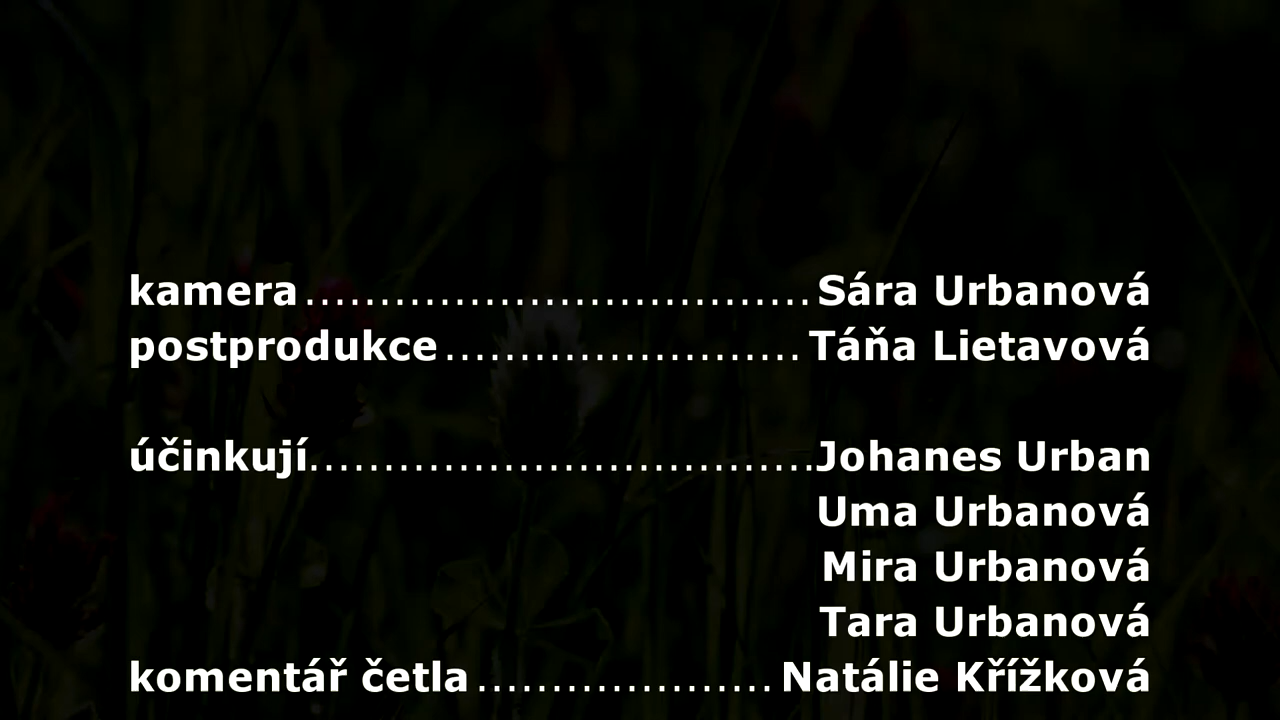 kamera.................................Sára Urbanová
postprodukce........................Táňa Lietavová
účinkují..................................Johanes Urban
Uma Urbanová
Mira Urbanová
Tara Urbanová
komentář četla....................Natálie Křížková